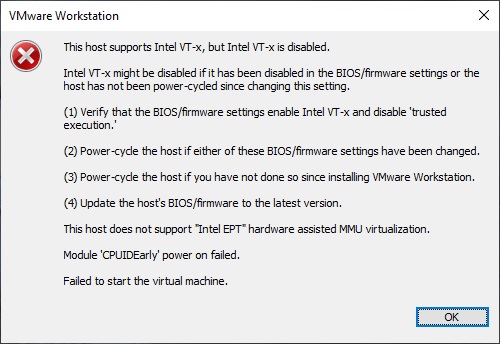 VMware Workstation
This host supports Intel VT-x, but Intel VT-x is disabled.
Intel VT-x might be disabled if it has been disabled in the BIOS/firmware settings or the
host has not been power-cycled since changing this setting.
(1) Verify that the BIOS/firmware settings enable Intel VT-x and disable 'trusted
execution.'
(2) Power-cycle the host if either of these BIOS/firmware settings have been changed.
(3) Power-cycle the host if you have not done so since installing VMware Workstation.
(4) Update the host's BIOS/firmware to the latest version.
This host does not support "Intel EPT" hardware assisted MMU virtualization.
Module 'CPUIDEarly' power on failed.
Failed to start the virtual machine.
OK